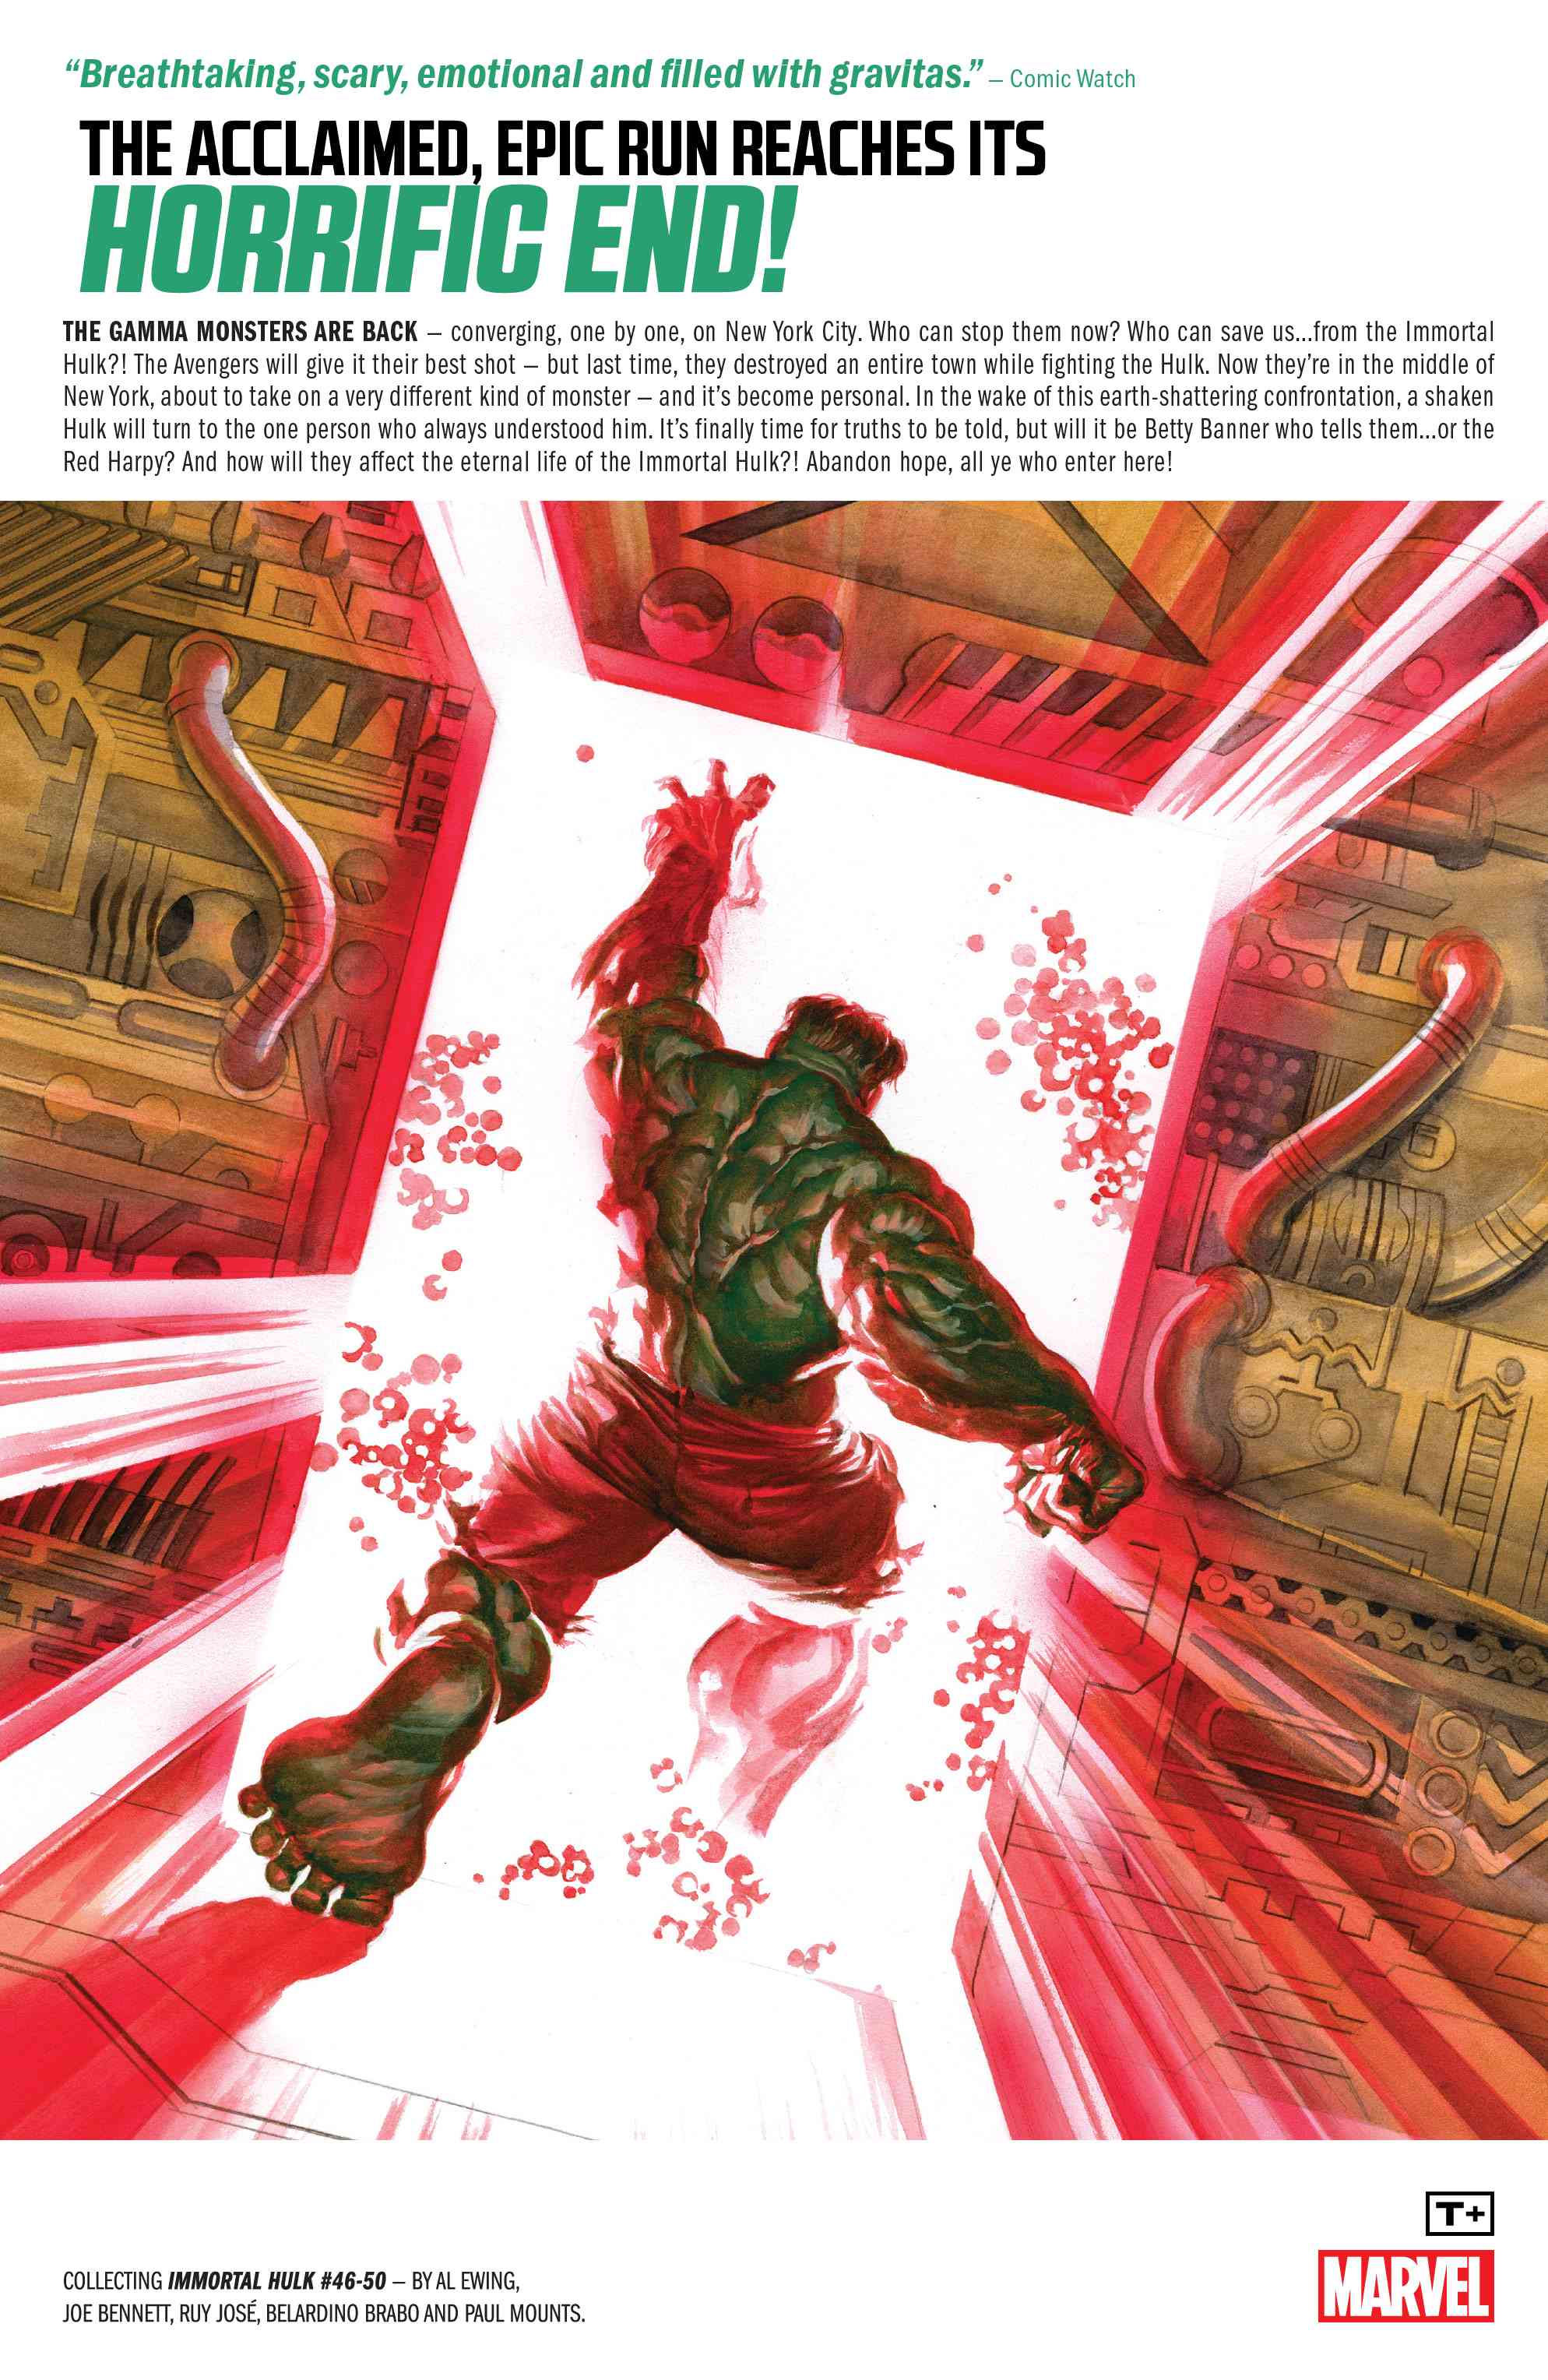 “Breathtaking, scary, emotional and filled with gravitas.” – Comic Watch
THE ACCLAIMED, EPIC RUN REACHES ITS
HORRIFIC END!
THE GAMMA MONSTERS ARE BACK – converging, one by one, on New York City. Who can stop them now? Who can save us...from the Immortal
Hulk?! The Avengers will give it their best shot – but last time, they destroyed an entire town while fighting the Hulk. Now they’re in the middle of
New York, about to take on a very different kind of monster – and it’s become personal. In the wake of this earth-shattering confrontation, a shaken
Hulk will turn to the one person who always understood him. It’s finally time for truths to be told, but will it be Betty Banner who tells them...or the
Red Harpy? And how will they affect the eternal life of the Immortal Hulk?! Abandon hope, all ye who enter here!
T+
MARVEL
COLLECTING IMMORTAL HULK #46-50 – BY AL EWING,
JOE BENNETT, RUY JOSÉ, BELARDINO BRABO AND PAUL MOUNTS.